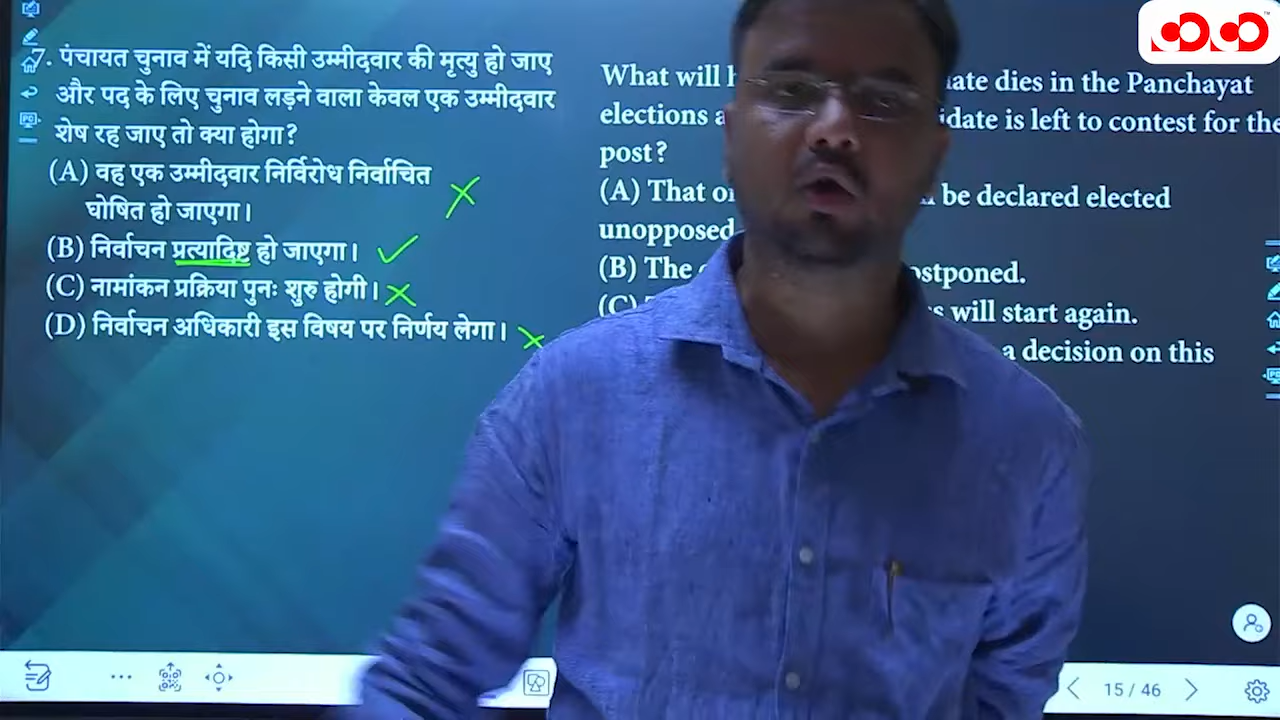 7. पंचायत चुनाव में यदि किसी उम्मीदवार की मृत्यु हो जाए
और पद के लिए चुनाव लड़ने वाला केवल एक उम्मीदवार
शेष रह जाए तो क्या होगा?
(A) वह एक उम्मीदवार निर्विरोध निर्वाचित
घोषित हो जाएगा।
(B) निर्वाचन प्रत्यादिष्ट हो जाएगा।
(C) नामांकन प्रक्रिया पुनः शुरु होगी।
(D) निर्वाचन अधिकारी इस विषय पर निर्णय लेगा।
What will dies in the Panchayat
elections is left to contest for the
post?
(A) That be declared elected
unopposed
(B) The
(C) will start again.
a decision on this
15 / 46